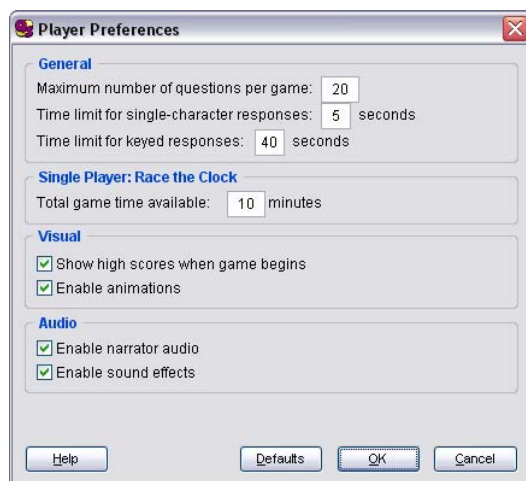 Player Preferences
General
Maximum number of questions per game: 20
Time limit for single-character responses: 5 seconds
Time limit for keyed responses: 40 seconds
Single Player: Race the Clock
Total game time available: 10 minutes
Visual
Show high scores when game begins
Enable animations
Audio
Enable narrator audio
Enable sound effects
Help Defaults OK Cancel